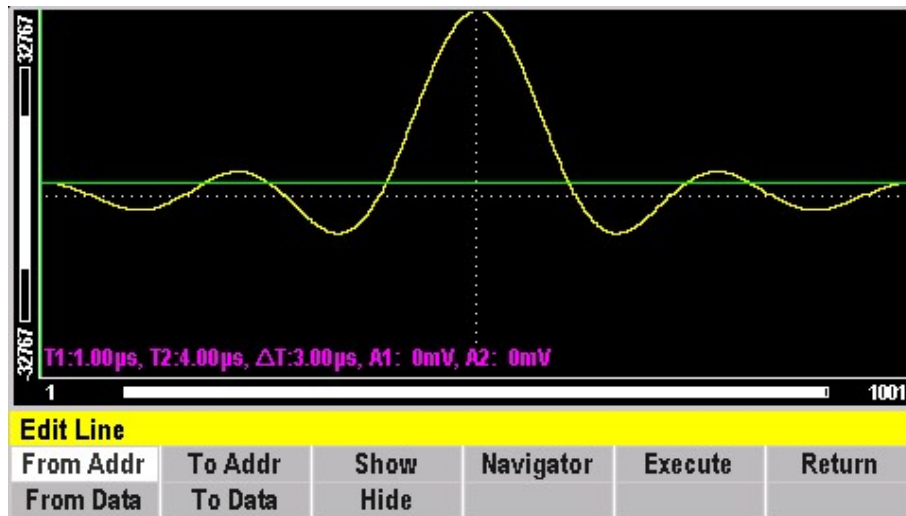 32767
-32767
T1:1.00µs, T2:4.00µs, ΔT:3.00µs, A1: 0mV, A2: 0mV
1 1001
Edit Line
From Addr To Addr Show Navigator Execute Return
From Data To Data Hide